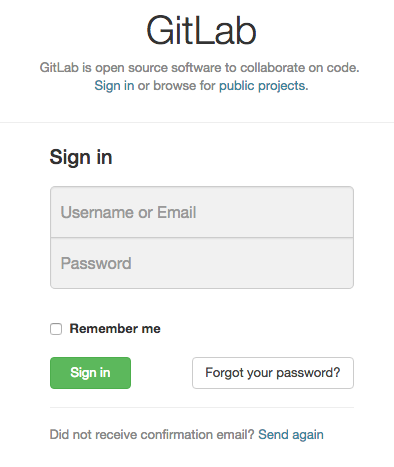 GitLab
GitLab is open source software to collaborate on code.
Sign in or browse for public projects.
Sign in
Username or Email
Password
Remember me
Sign in
Forgot your password?
Did not receive confirmation email? Send again